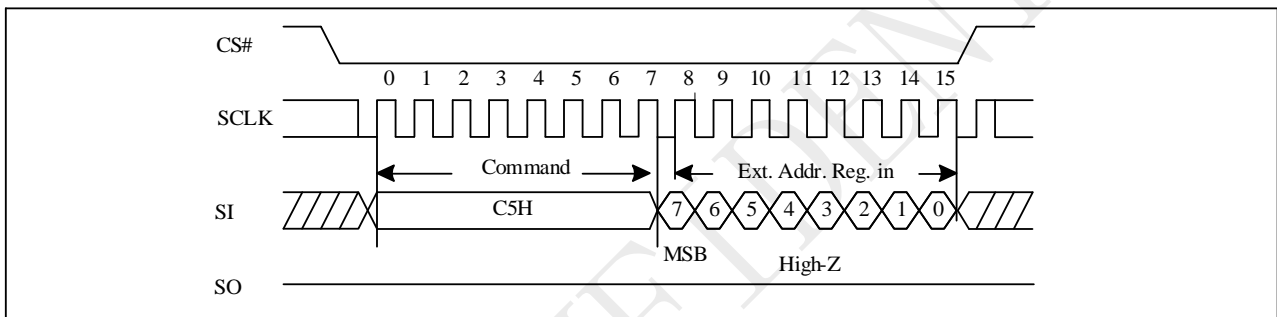 CS#
0 1 2 3 4 5 6 7 8 9 10 11 12 13 14 15
SCLK
Command Ext. Addr. Reg. in
SI C5H 7 6 5 4 3 2 1 0
MSB High-Z
SO